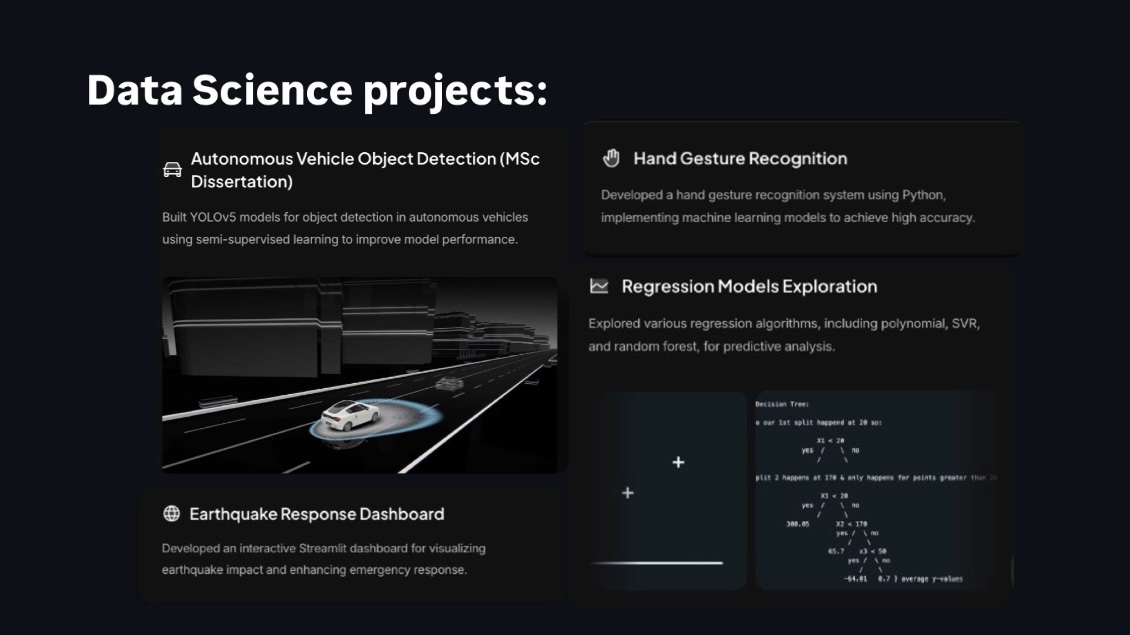 Data Science projects:
Autonomous Vehicle Object Detection (MSc
Dissertation)
Built YOLOv5 models for object detection in autonomous vehicles
using semi-supervised learning to improve model performance.
Earthquake Response Dashboard
Developed an interactive Streamlit dashboard for visualizing
earthquake impact and enhancing emergency response.
Hand Gesture Recognition
Developed a hand gesture recognition system using Python,
implementing machine learning models to achieve high accuracy.
Regression Models Exploration
Explored various regression algorithms, including polynomial, SVR,
and random forest, for predictive analysis.
Decision Tree:
o our 1st split happend at 20 so:
X1 < 20
yes / \ no
/ \
plit 2 happens at 170 & only happens for points greater than 20
X1 < 20
yes / \ no
/ \
300.05 X2 < 170
yes / \ no
/ \
65.7 x3 < 50
yes / \ no
/ \
-64.01 0.7 } average y-values